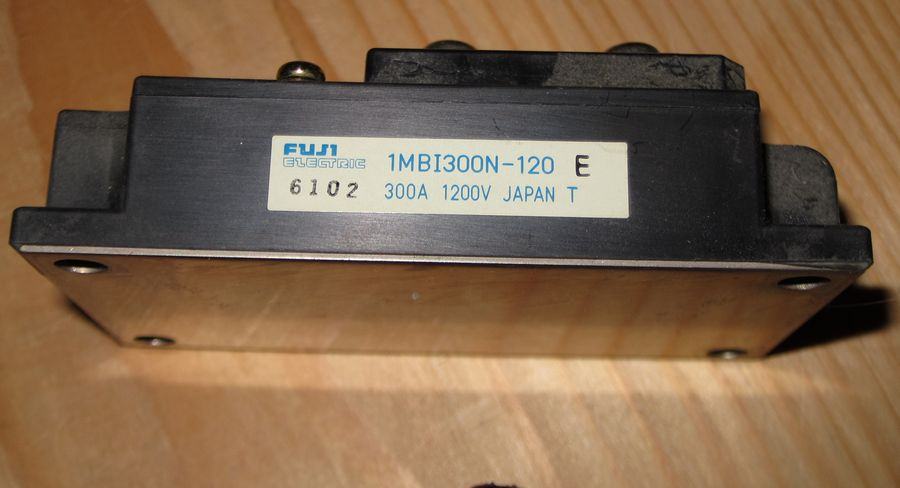 FUJI
ELECTRIC
1MBI300N-120 E
6102
300A 1200V JAPAN T